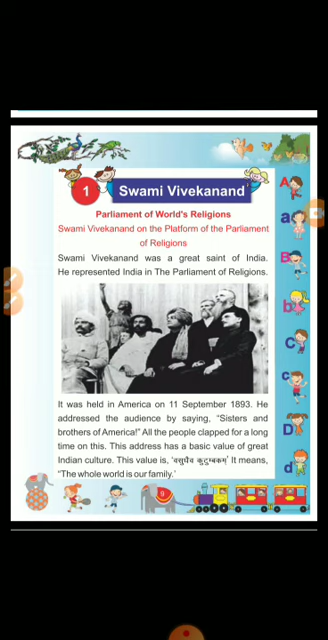 1
Swami Vivekanand
Parliament of World's Religions
Swami Vivekanand on the Platform of the Parliament
of Religions
Swami Vivekanand was a great saint of India.
He represented India in The Parliament of Religions.
It was held in America on 11 September 1893. He
addressed the audience by saying, "Sisters and
brothers of America!" All the people clapped for a long
time on this. This address has a basic value of great
Indian culture. This value is, 'वसुधैव कुटुम्बकम्' It means,
"The whole world is our family.'
A
a
B
b
C
c
D
d
9